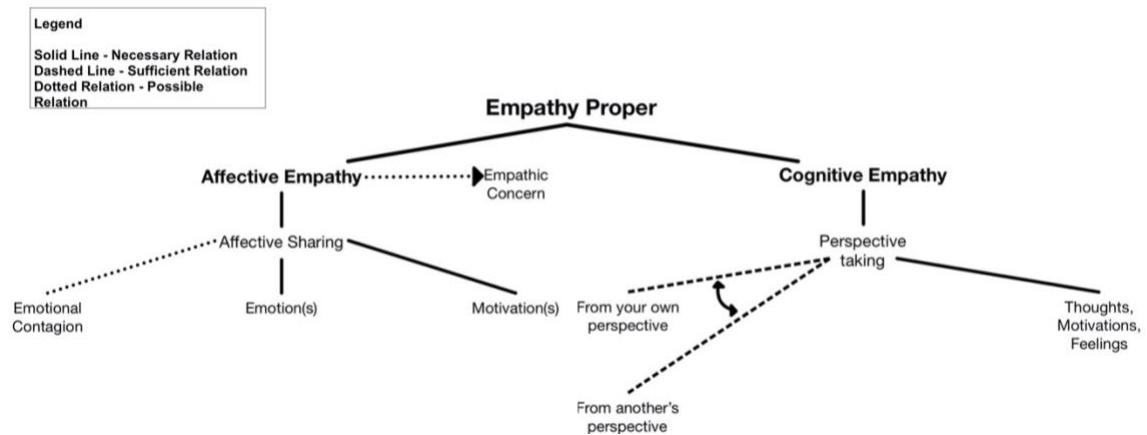 Legend
Solid Line - Necessary Relation
Dashed Line - Sufficient Relation
Dotted Relation - Possible
Relation
Empathy Proper
Affective Empathy
Empathic
Concern
Cognitive Empathy
Affective Sharing
Perspective
taking
Emotional
Contagion
Emotion(s)
Motivation(s)
From your own
perspective
Thoughts,
Motivations,
Feelings
From another's
perspective